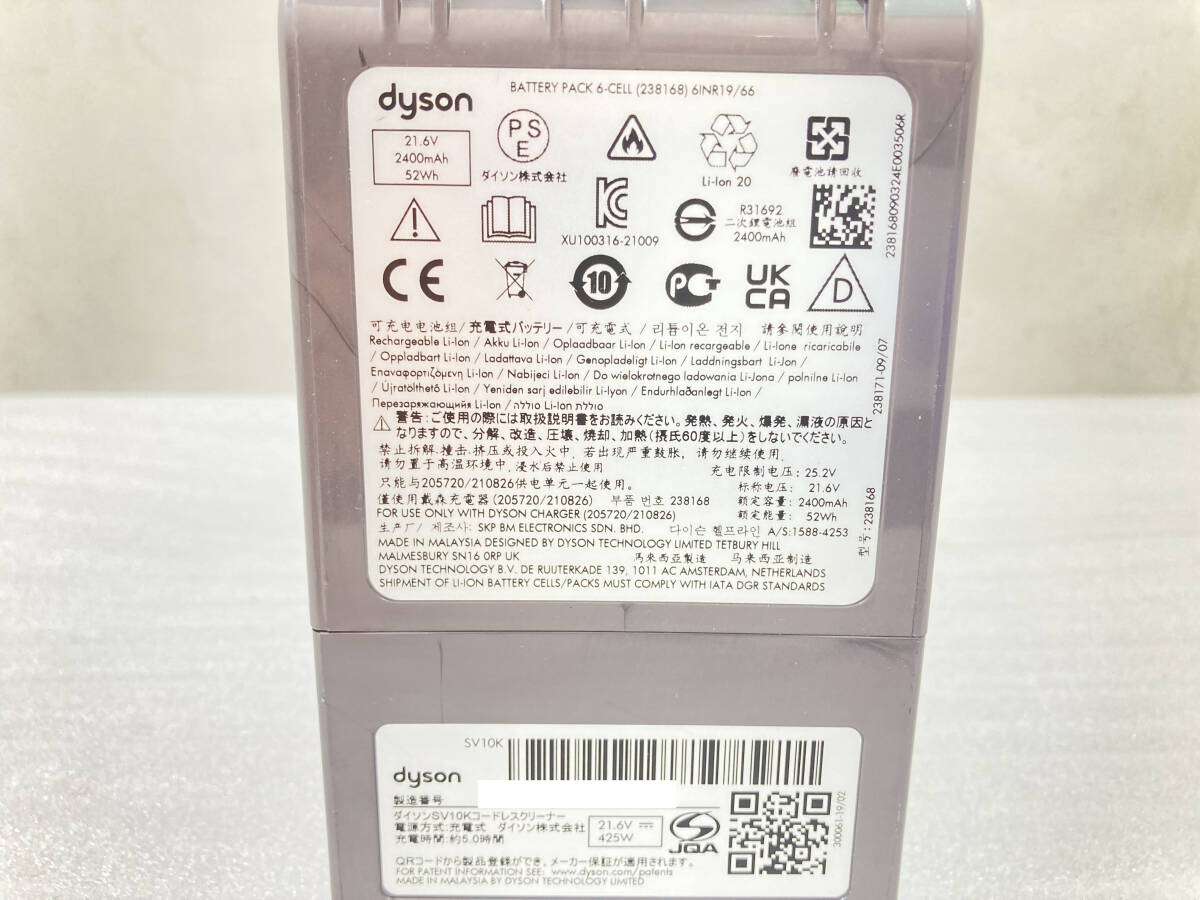 dyson
BATTERY PACK 6-CELL (238168) 6INR19/66
21.6V
2400mAh
52Wh
PS
E
ダイソン株式会社
Li-Ion 20
廢電池請回收
XU100316-21009
R31692
二次鋰電池組
2400mAh
CE
10
UK
CA
D
238168090324E003506R
238171-09/07
可充电电池组/ 充電式バッテリー /可充電式 / 리튬이온 전지 請參閱使用說明
Rechargeable Li-Ion / Akku Li-Ion / Oplaadbaar Li-Ion / Li-Ion recargeable / Li-Ione ricaricabile
/ Oppladbart Li-Ion / Ladattava Li-Ion / Genopladeligt Li-Ion / Laddningsbart Li-Jon /
Επαναφορτιζόμενη Li-Ion / Nabijeci Li-Ion / Do wielokrotnego ladowania Li-Jona / polnilne Li-Ion
/ Újratölthető Li-Ion / Yeniden sarj edilebilir Li-Iyon / Endurhlaðanlegt Li-Ion /
Перезаряжающийя Li-Ion / סוללת Li-Ion סוללה
警告:ご使用の際には取扱説明書をお読みください。発熱、発火、爆発、漏液の原因と
なりますので、分解、改造、圧壊、焼却、加熱(摂氏60度以上)をしないでください。
禁止拆解、撞击、挤压或投入火中. 若出现严重鼓胀, 请勿继续使用.
请勿置于高温环境中. 浸水后禁止使用
只能与205720/210826供电单元一起使用。
僅使用戴森充電器 (205720/210826) 부품 번호 238168
FOR USE ONLY WITH DYSON CHARGER (205720/210826)
充电限制电压: 25.2V
标称电压: 21.6V
额定容量: 2400mAh
额定能量: 52Wh
型号: 238168
生产厂/ 제조사: SKP BM ELECTRONICS SDN. BHD. 다이슨 헬프라인 A/S:1588-4253
MADE IN MALAYSIA DESIGNED BY DYSON TECHNOLOGY LIMITED TETBURY HILL
MALMESBURY SN16 0RP UK 馬來西亞製造 马来西亚制造
DYSON TECHNOLOGY B.V. DE RUUTERKADE 139, 1011 AC AMSTERDAM, NETHERLANDS
SHIPMENT OF LI-ION BATTERY CELLS/PACKS MUST COMPLY WITH IATA DGR STANDARDS
SV10K
dyson
製造番号
ダイソンSV10Kコードレスクリーナー
電源方式:充電式 ダイソン株式会社
充電時間:約5.0時間
21.6V
425W
JQA
300061-19/02
QRコードから製品登録ができ、メーカー保証が適用されます。
FOR PATENT INFORMATION SEE: www.dyson.com/patents
MADE IN MALAYSIA BY DYSON TECHNOLOGY LIMITED